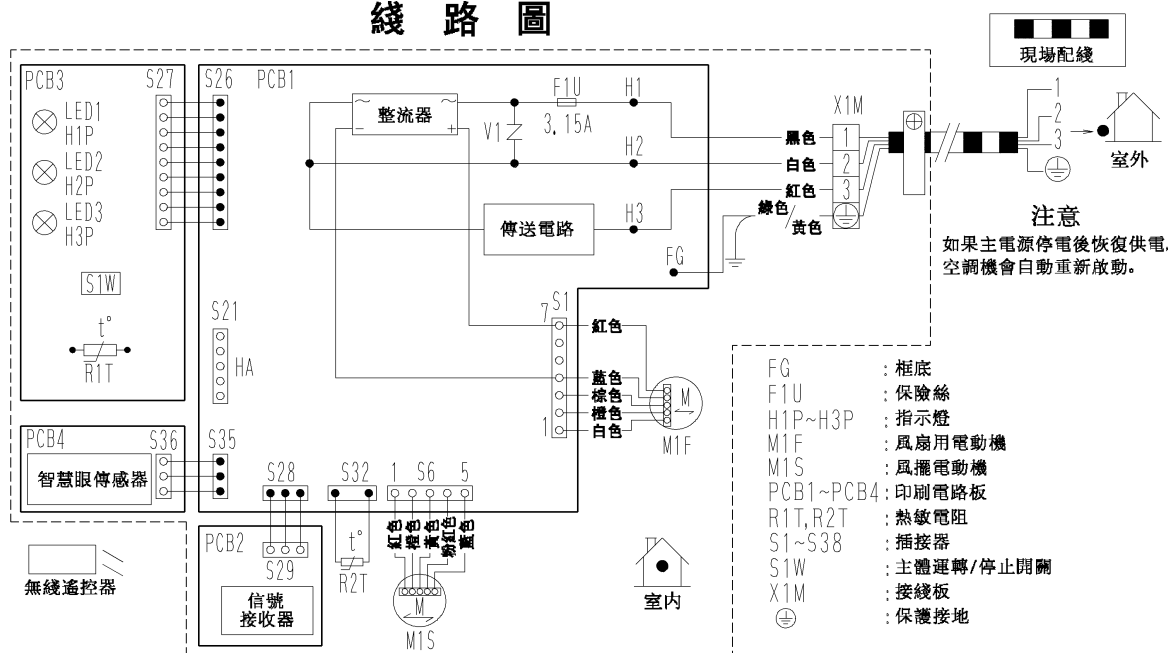 綫 路 圖
現場配綫
PCB3
S27
S26
PCB1
LED1
H1P
LED2
H2P
LED3
H3P
S1W
t°
R1T
S21
HA
整流器
~ ~
- +
V1
F1U
3.15A
H1
H2
H3
傳送電路
FG
黑色
白色
紅色
綠色/黃色
X1M
1
2
3
1
2
3
室外
注意
如果主電源停電後恢復供電,
空調機會自動重新啟動。
S1
7
1
紅色
藍色
棕色
橙色
白色
M
M1F
PCB4
S36
S35
智慧眼傳感器
S28
S32
1 S6 5
紅色
橙色
黃色
粉紅色
藍色
PCB2
S29
信號
接收器
t°
R2T
M
M1S
無綫遙控器
室内
FG : 框底
F1U : 保險絲
H1P~H3P : 指示燈
M1F : 風扇用電動機
M1S : 風擺電動機
PCB1~PCB4 : 印刷電路板
R1T,R2T : 熱敏電阻
S1~S38 : 插接器
S1W : 主體運轉/停止開關
X1M : 接綫板
: 保護接地